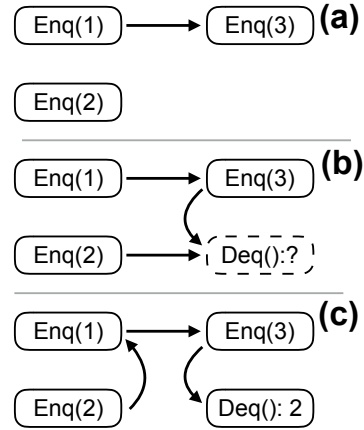 Enq(1) Enq(3) (a)
Enq(2)
Enq(1) Enq(3) (b)
Enq(2) Deq():?
Enq(1) Enq(3) (c)
Enq(2) Deq(): 2